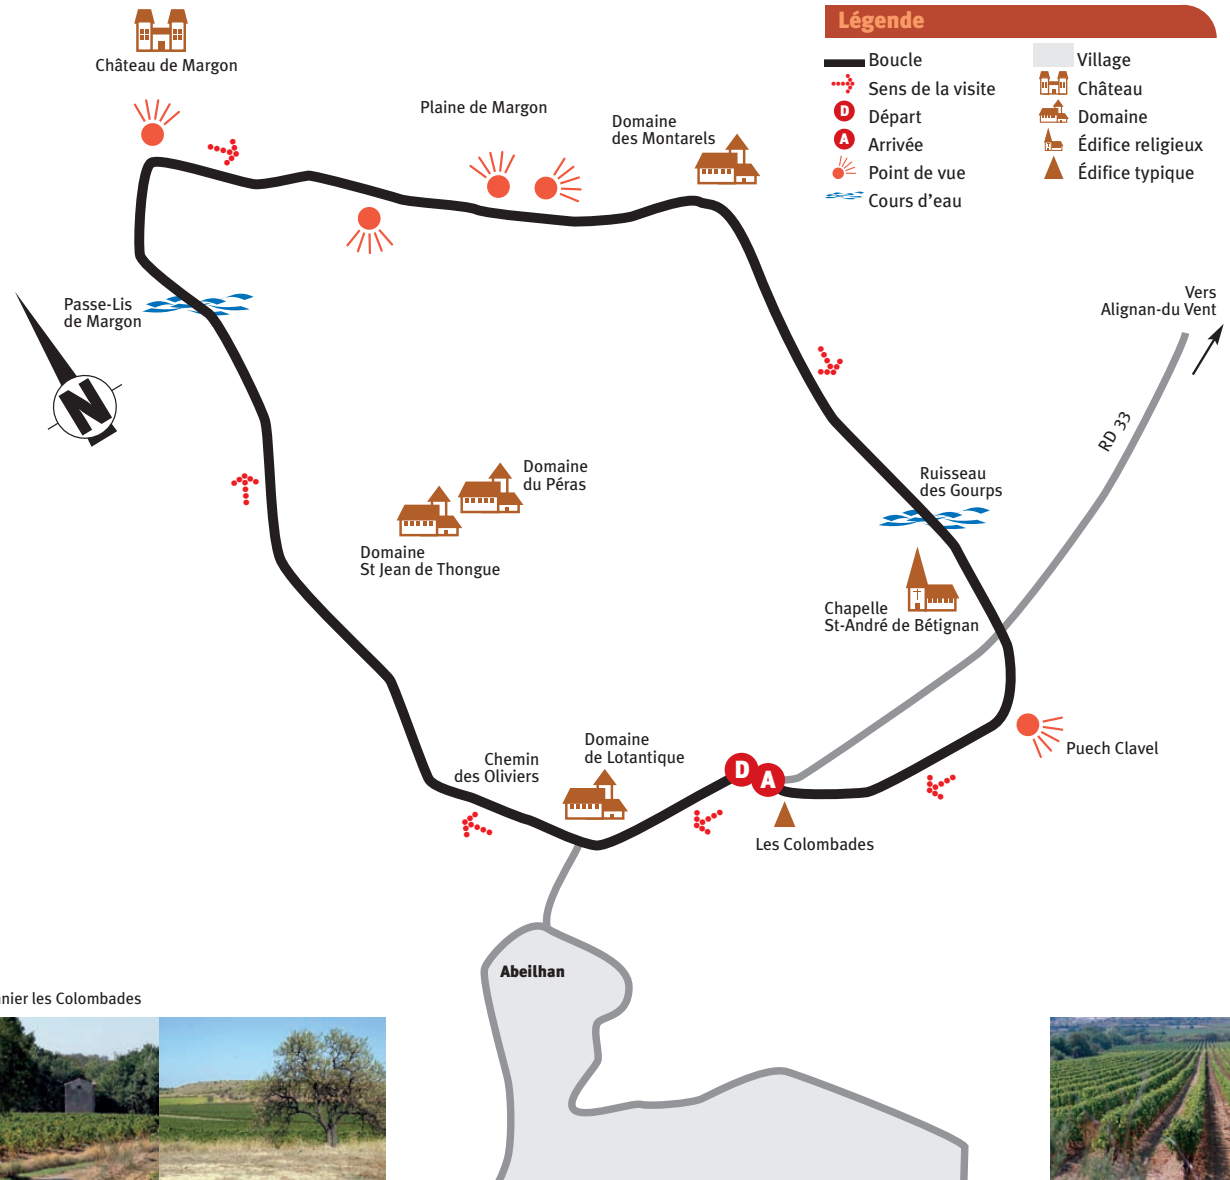 Légende
Boucle
Sens de la visite
D
Départ
A
Arrivée
Point de vue
Cours d'eau
Village
Château
Domaine
Édifice religieux
Édifice typique
Château de Margon
Plaine de Margon
Domaine
des Montarels
Passe-Lis
de Margon
N
Vers
Alignan-du Vent
RD 33
Domaine
du Péras
Domaine
St Jean de Thongue
Ruisseau
des Gourps
Chapelle
St-André de Bétignan
Puech Clavel
Chemin
des Oliviers
Domaine
de Lotantique
D
A
Les Colombades
Abeilhan
nier les Colombades